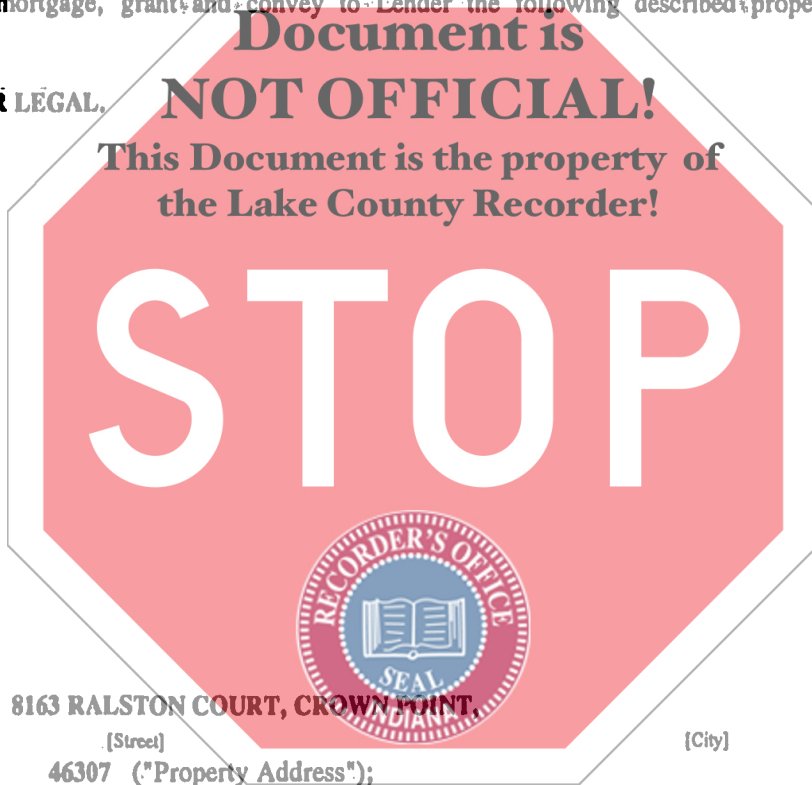 mortgage, grant and convey to Lender the following described prope
Document is
NOT OFFICIAL!
R LEGAL.
This Document is the property of
the Lake County Recorder!
STOP
RECORDER'S OFFICE
SEAL
INDIANA
8163 RALSTON COURT, CROWN POINT,
[Street] [City]
46307 ("Property Address");